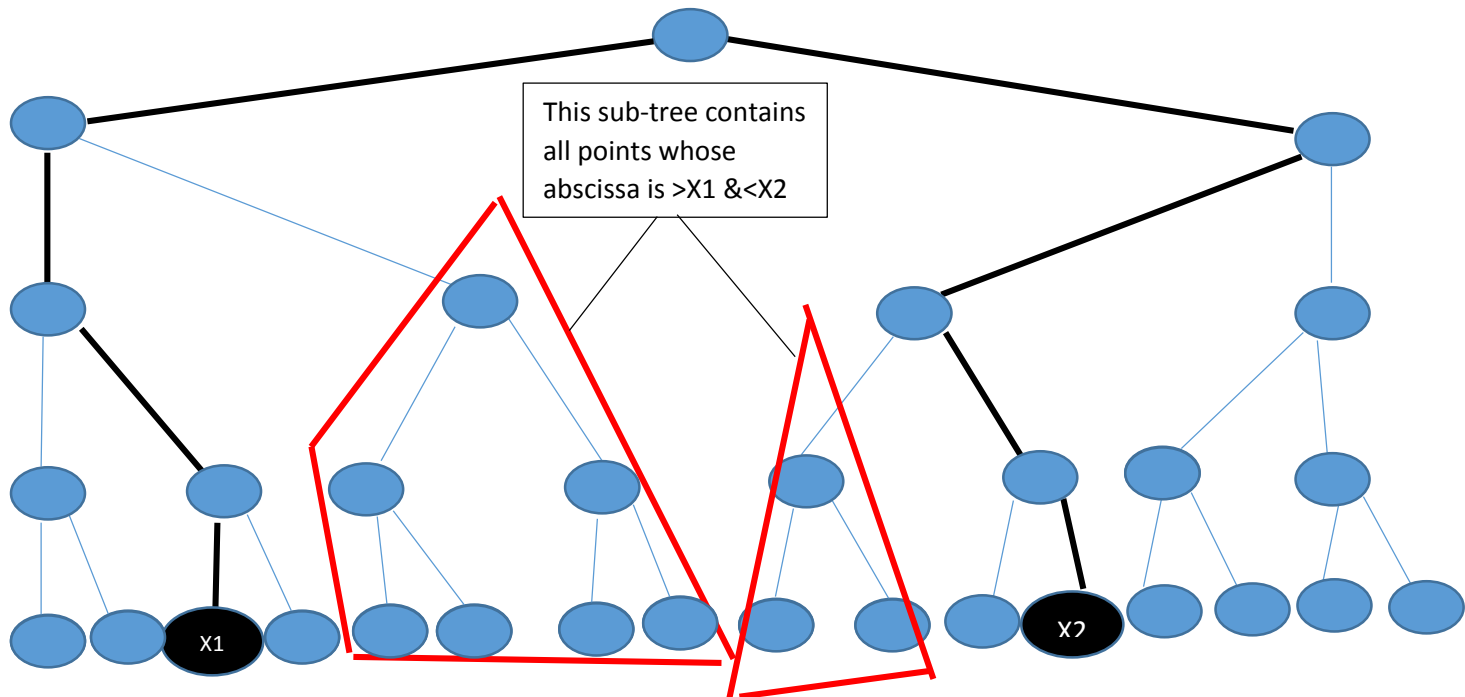 This sub-tree contains
all points whose
abscissa is >X1 &<X2
X1
X2